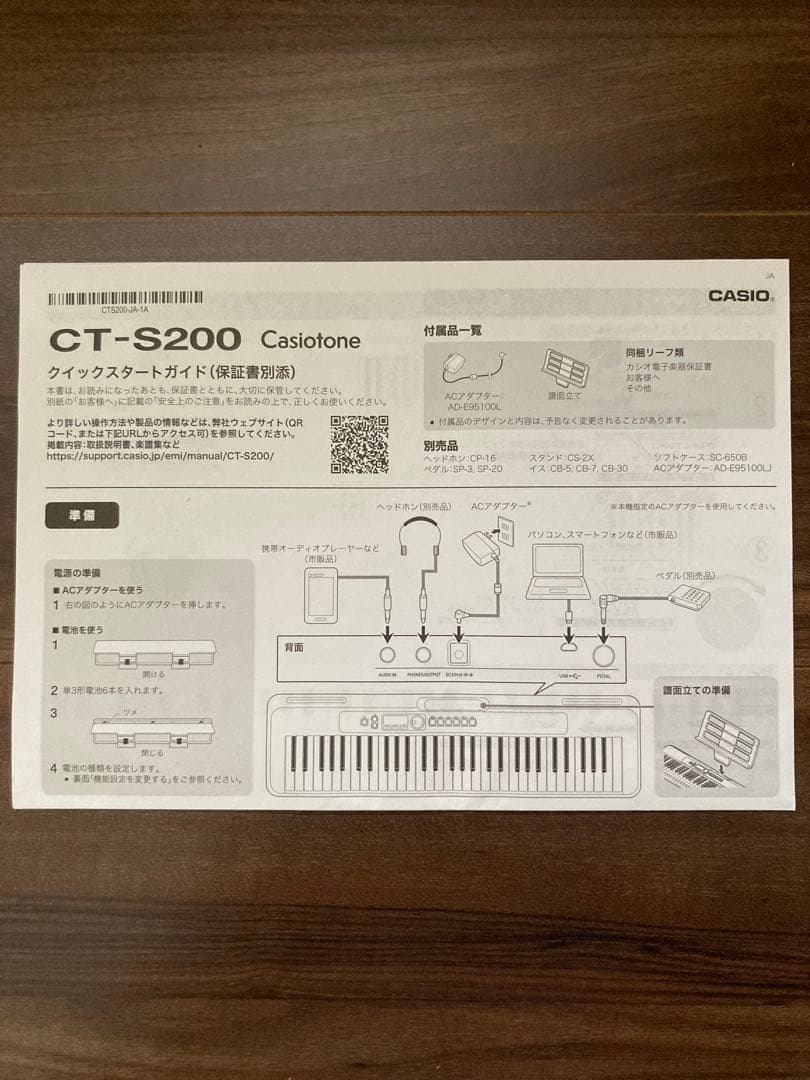 JA
CTS200-JA-1A
CASIO
CT-S200 Casiotone
クイックスタートガイド(保証書別添)
本書は、お読みになったあとも、保証書とともに、大切に保管してください。
別紙の「お客様へ」に記載の「安全上のご注意」をお読みの上で、正しくお使いください。
より詳しい操作方法や製品の情報などは、弊社ウェブサイト(QR
コード、または下記URLからアクセス可)を参照してください。
掲載内容:取扱説明書、楽譜集など
https://support.casio.jp/emi/manual/CT-S200/
付属品一覧
ACアダプター:
AD-E95100L
譜面立て
同梱リーフ類
カシオ電子楽器保証書
お客様へ
その他
● 付属品のデザインと内容は、予告なく変更されることがあります。
別売品
ヘッドホン:CP-16
ペダル:SP-3, SP-20
スタンド:CS-2X
イス:CB-5, CB-7, CB-30
ソフトケース:SC-650B
ACアダプター:AD-E95100LJ
準備
電源の準備
■ ACアダプターを使う
1 右の図のようにACアダプターを挿します。
■ 電池を使う
1
開ける
2 単3形電池6本を入れます。
3
ツメ
閉じる
4 電池の種類を設定します。
● 裏面「機能設定を変更する」をご参照ください。
携帯オーディオプレーヤーなど
(市販品)
ヘッドホン(別売品)
ACアダプター*
※本機指定のACアダプターを使用してください。
パソコン、スマートフォンなど(市販品)
ペダル(別売品)
背面
AUDIO IN
PHONES/OUTPUT
DC 9.5V
USB
PEDAL
譜面立ての準備